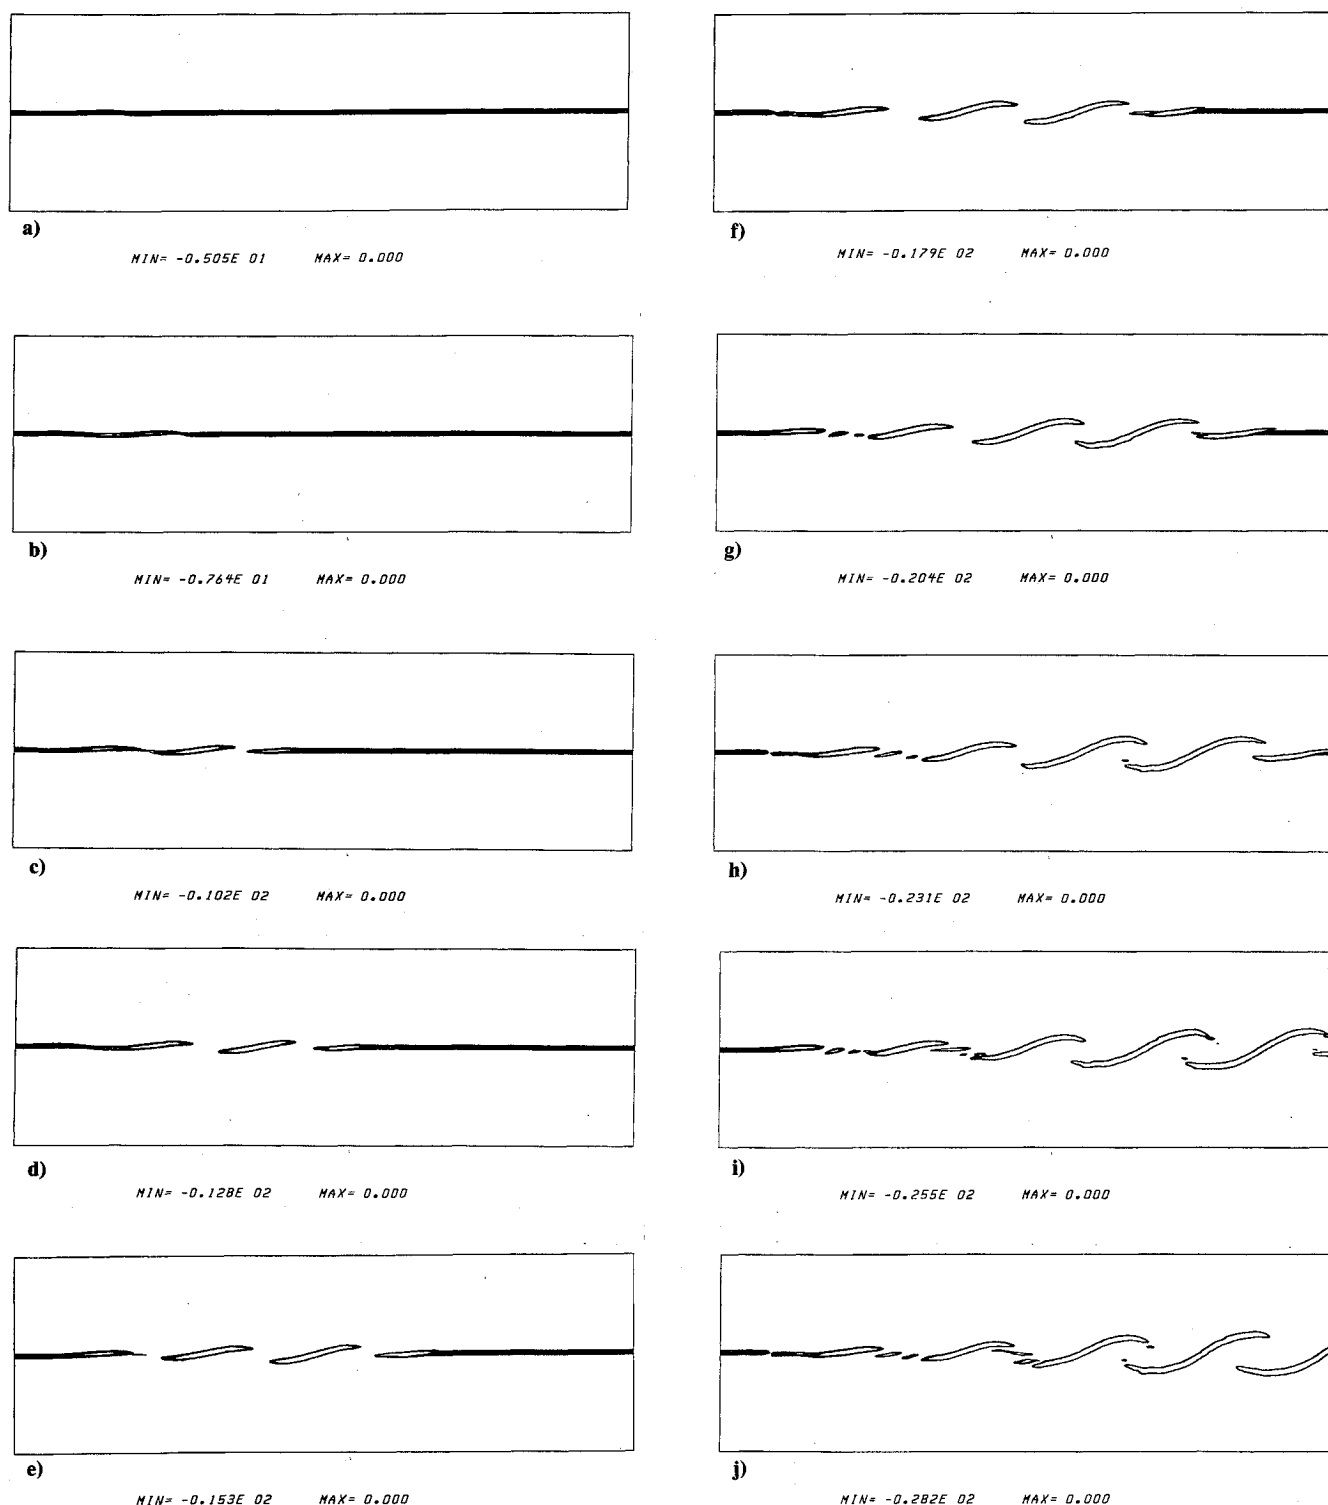 a)
MIN= -0.505E 01 MAX= 0.000
b)
MIN= -0.764E 01 MAX= 0.000
c)
MIN= -0.102E 02 MAX= 0.000
d)
MIN= -0.128E 02 MAX= 0.000
e)
MIN= -0.153E 02 MAX= 0.000
f)
MIN= -0.179E 02 MAX= 0.000
g)
MIN= -0.204E 02 MAX= 0.000
h)
MIN= -0.231E 02 MAX= 0.000
i)
MIN= -0.255E 02 MAX= 0.000
j)
MIN= -0.282E 02 MAX= 0.000